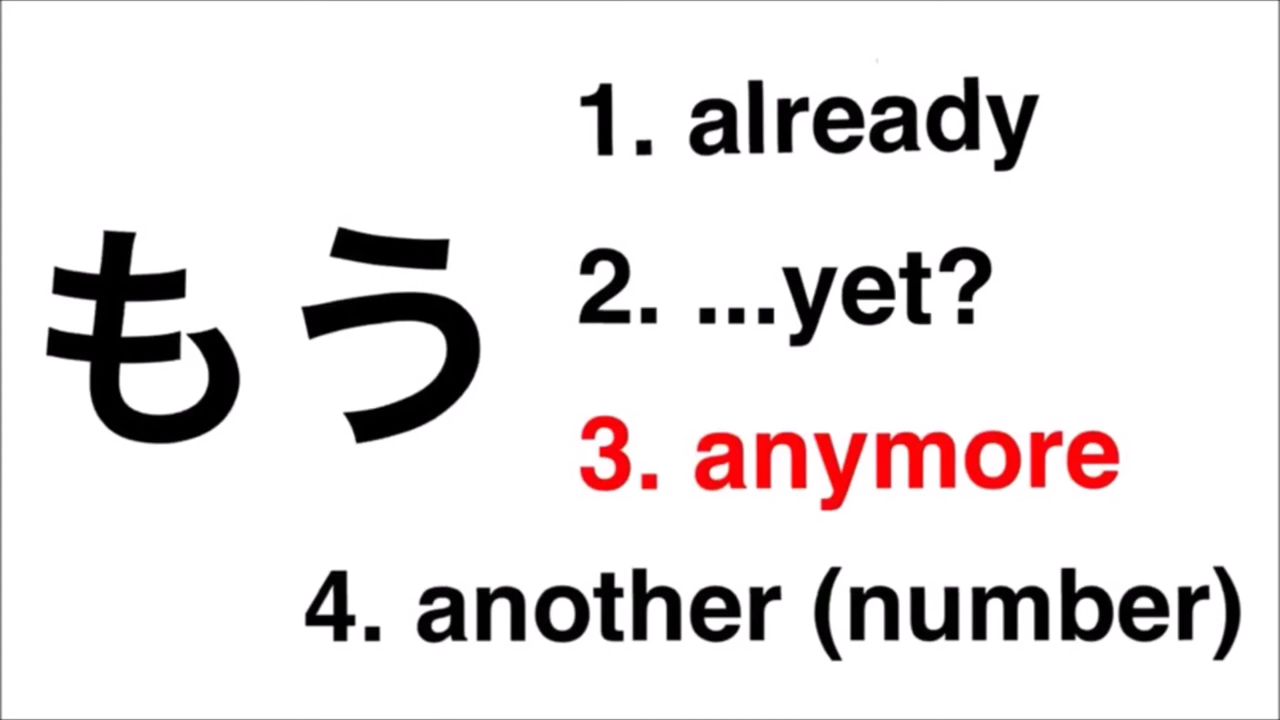 もう
1. already
2. ...yet?
3. anymore
4. another (number)